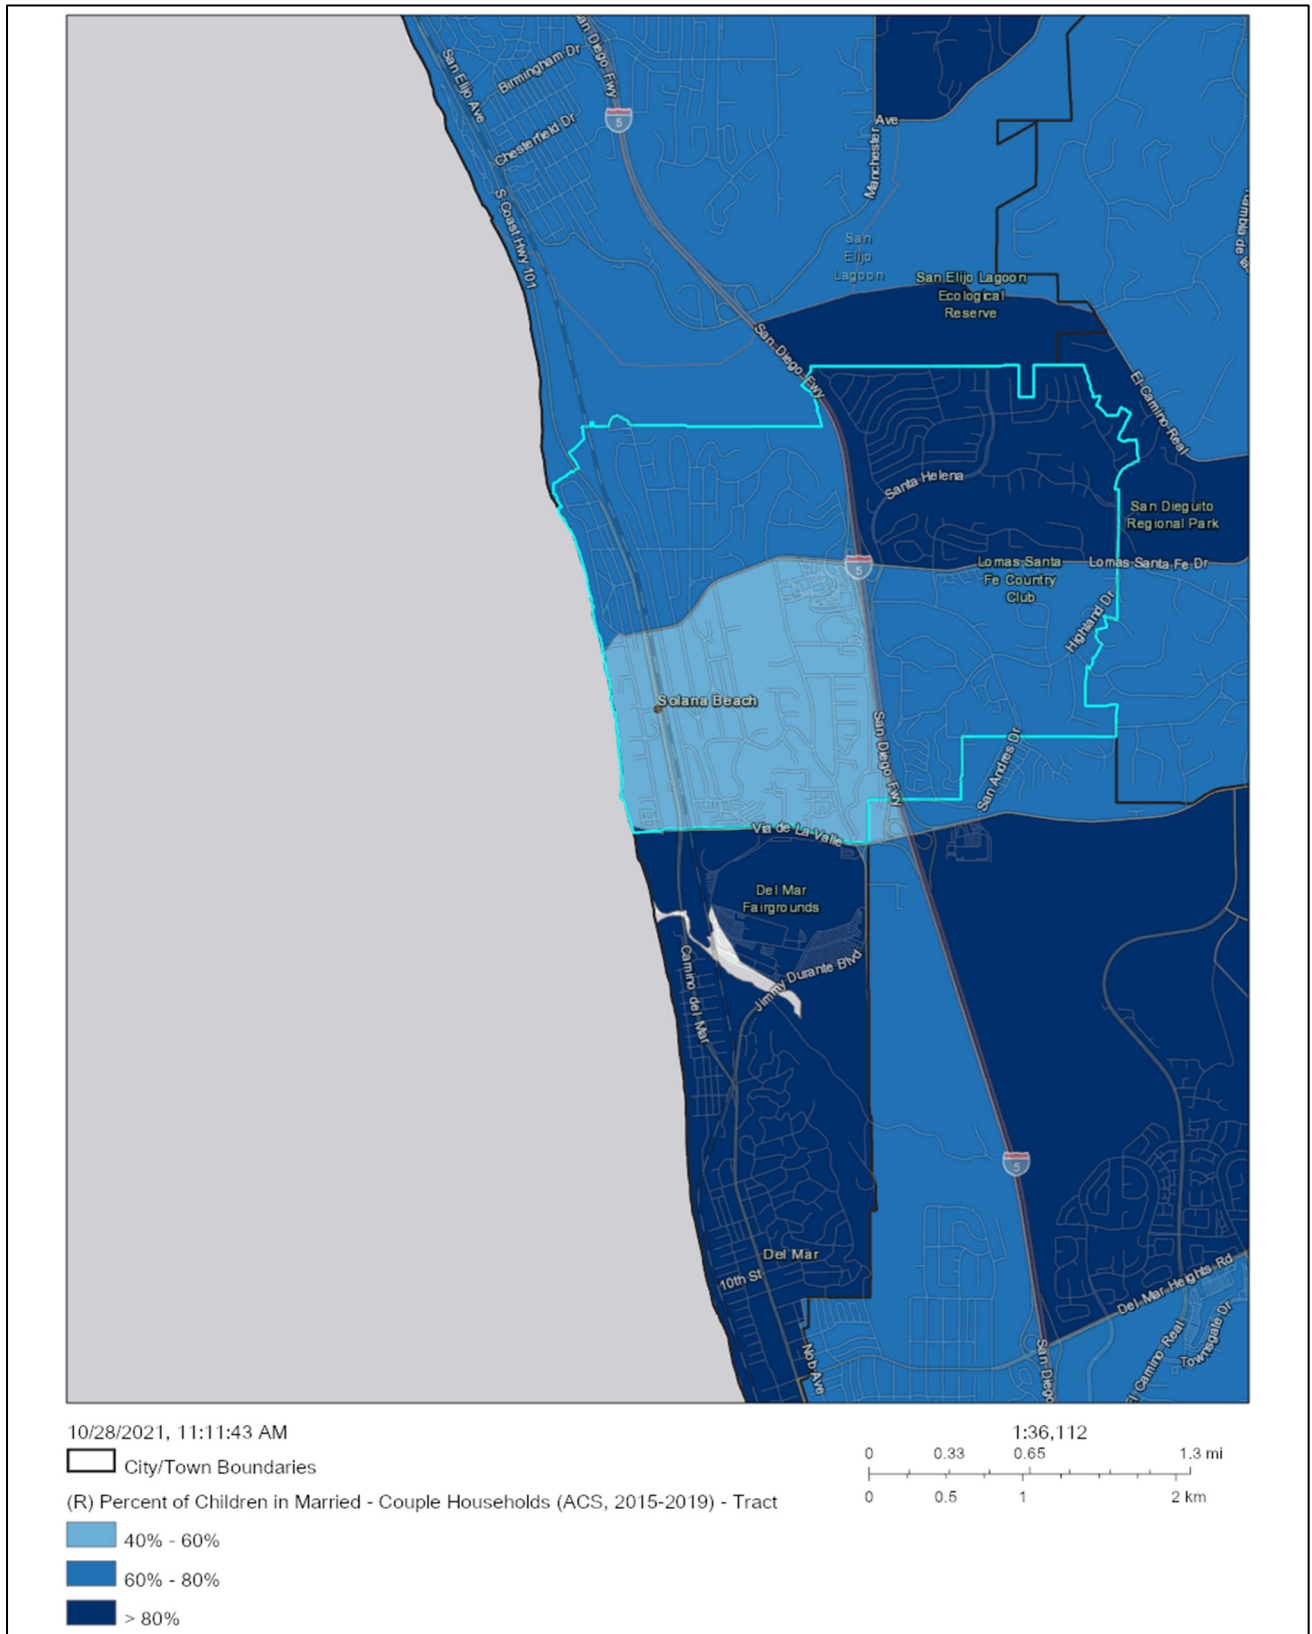 San Diego Fwy
Birmingham Dr
San Elijo Ave
5
Chesterfield Dr
Ave
Manchester
S Coast Hwy 101
San
Elijo
Lagoon
San Elijo Lagoon
Ecological
Reserve
San Diego Fwy
El Camino Real
Santa Helena
San Dieguito
Regional Park
5
Lomas Santa
Fe Country
Club
Lomas Santa Fe Dr
Highland Dr
Solana Beach
San Diego Fwy
San Andres Dr
Via de La Valle
Del Mar
Fairgrounds
Camino del Mar
Jimmy Durante Blvd
5
Del Mar
10th St
Del Mar Heights Rd
Nob Ave
San Diego
El Camino Real
Townsgate Dr
10/28/2021, 11:11:43 AM
1:36,112
0 0.33 0.65 1.3 mi
0 0.5 1 2 km
City/Town Boundaries
(R) Percent of Children in Married - Couple Households (ACS, 2015-2019) - Tract
40% - 60%
60% - 80%
> 80%